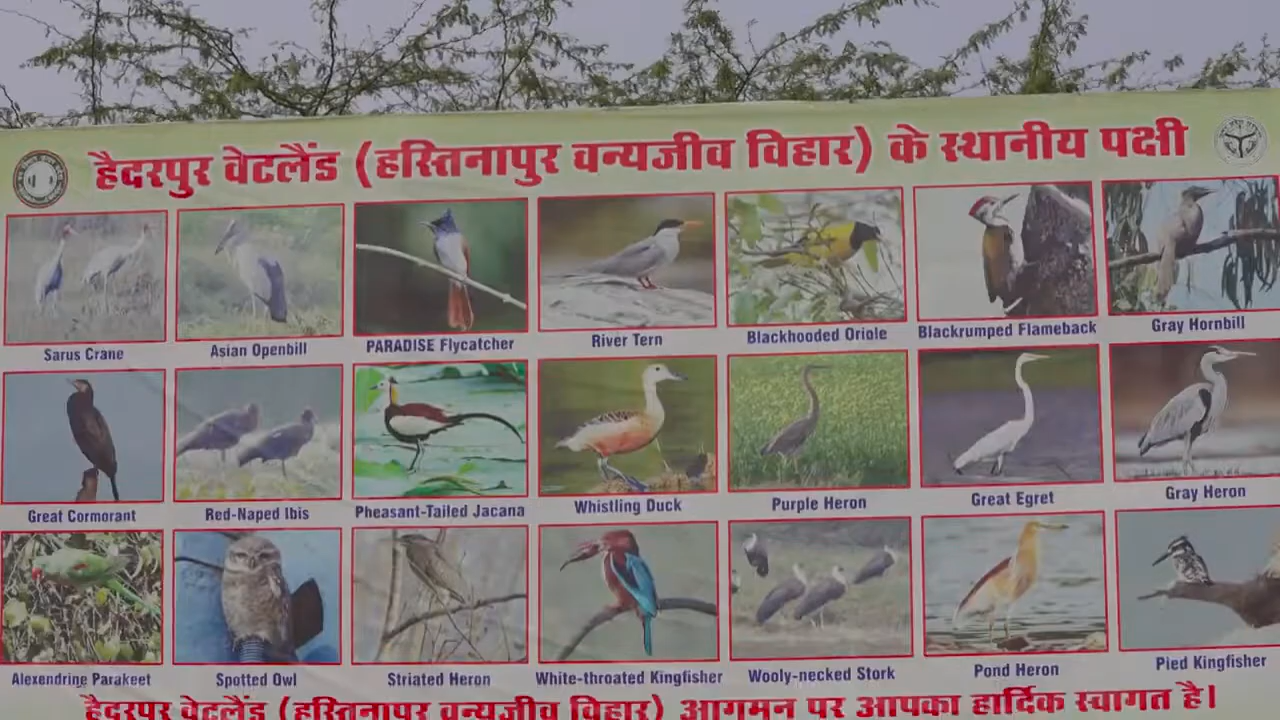 हैदरपुर वेटलैंड (हस्तिनापुर वन्यजीव विहार) के स्थानीय पक्षी
Sarus Crane Asian Openbill PARADISE Flycatcher River Tern Blackhooded Oriole Blackrumped Flameback Gray Hornbill
Great Cormorant Red-Naped Ibis Pheasant-Tailed Jacana Whistling Duck Purple Heron Great Egret Gray Heron
Alexendrine Parakeet Spotted Owl Striated Heron White-throated Kingfisher Wooly-necked Stork Pond Heron Pied Kingfisher
हैदरपुर वेटलैंड (हस्तिनापुर वन्यजीव विहार) आगमन पर आपका हार्दिक स्वागत है।